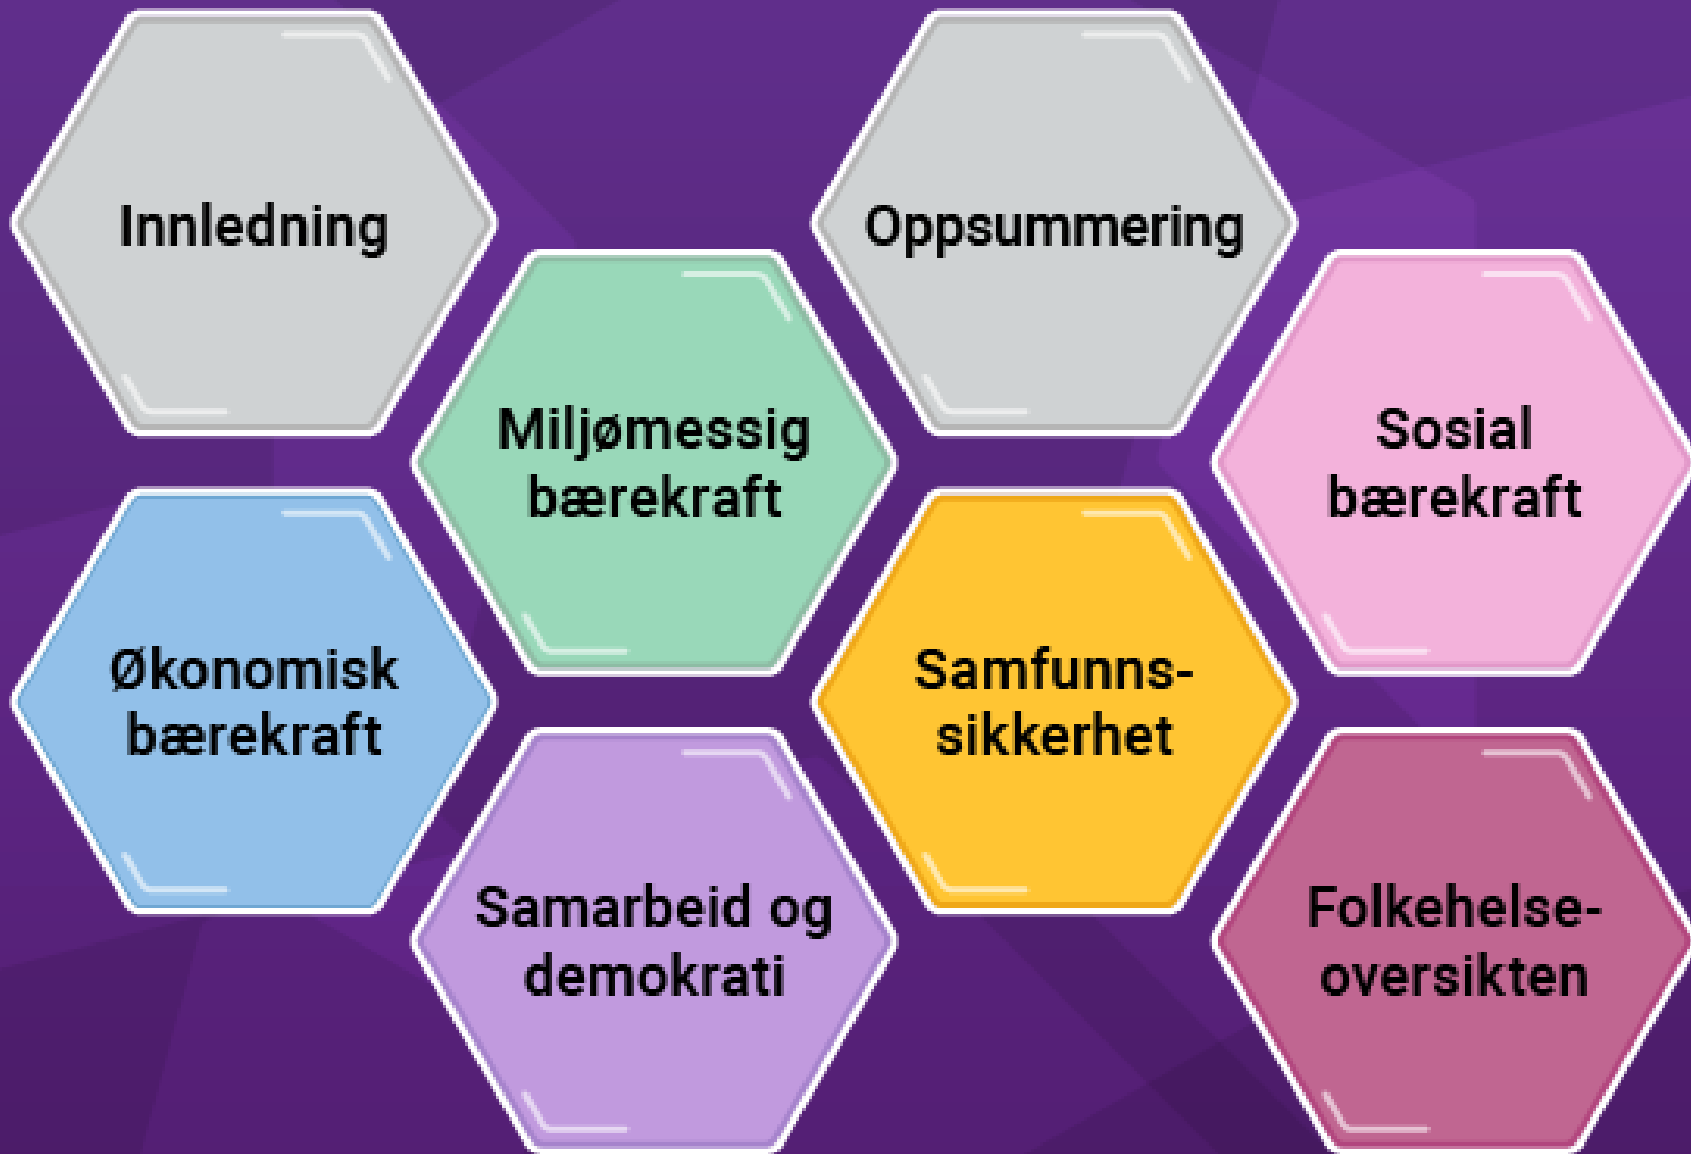 Innledning
Oppsummering
Miljømessig
bærekraft
Sosial
bærekraft
Økonomisk
bærekraft
Samfunns-
sikkerhet
Samarbeid og
demokrati
Folkehelse-
oversikten